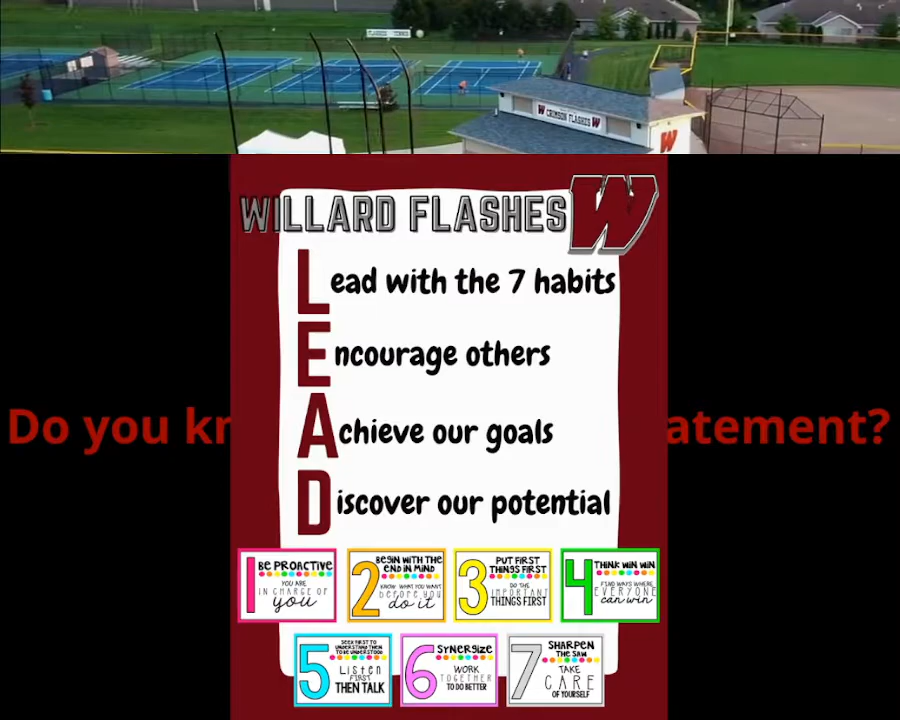 FLASHES TENNIS
W CRIMSON FLASHES W
W
WILLARD FLASHES W
Lead with the 7 habits
Encourage others
Achieve our goals
Discover our potential
Do you kn
atement?
1 BE PROACTIVE
YOU ARE
IN CHARGE OF
you
2 BEGIN WITH THE
END IN MIND
KNOW WHAT YOU WANT
before you
do it
3 PUT FIRST
THINGS FIRST
DO THE
IMPORTANT
THINGS FIRST
4 THINK WIN WIN
FIND WAYS WHERE
EVERYONE
can win
5 SEEK FIRST TO
UNDERSTAND THEN
TO BE UNDERSTOOD
Listen
FIRST
THEN TALK
6 SYNERGIZE
WORK
TOGETHER
TO DO BETTER
7 SHARPEN
THE SAW
TAKE
CARE
OF YOURSELF